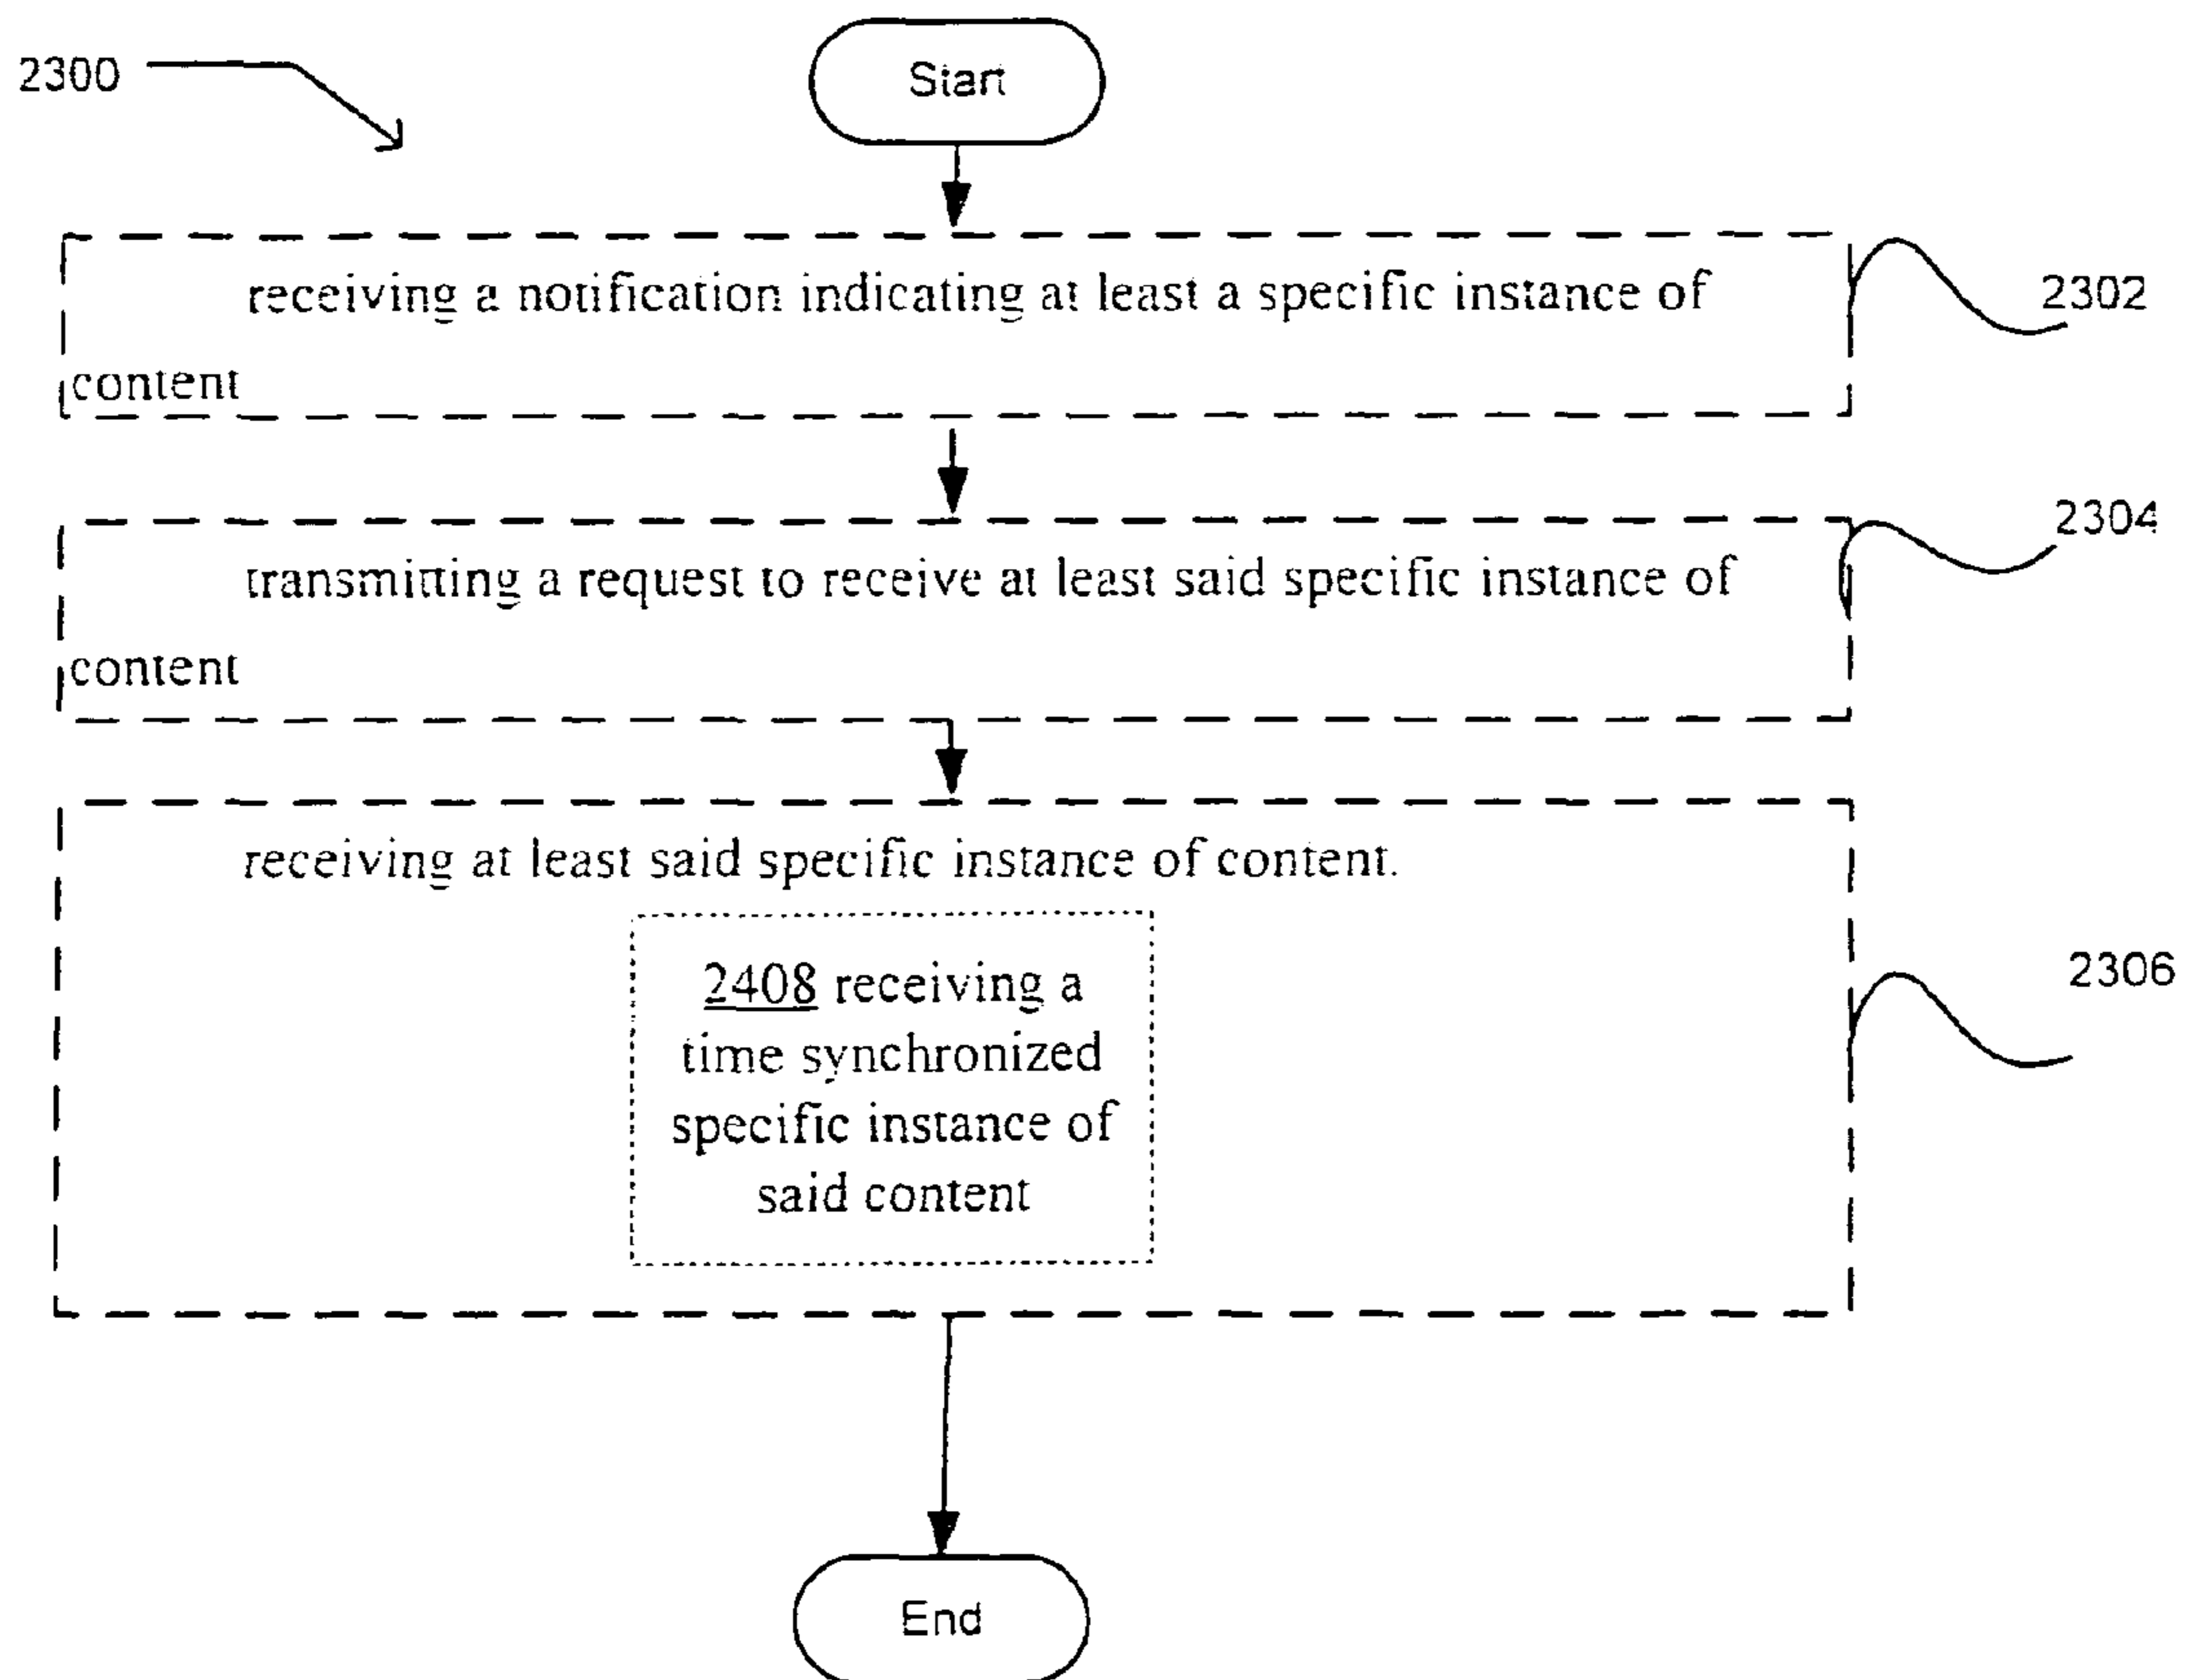 2300
Start
receiving a notification indicating at least a specific instance of
content
2302
transmitting a request to receive at least said specific instance of
content
2304
receiving at least said specific instance of content.
2408 receiving a
time synchronized
specific instance of
said content
2306
End